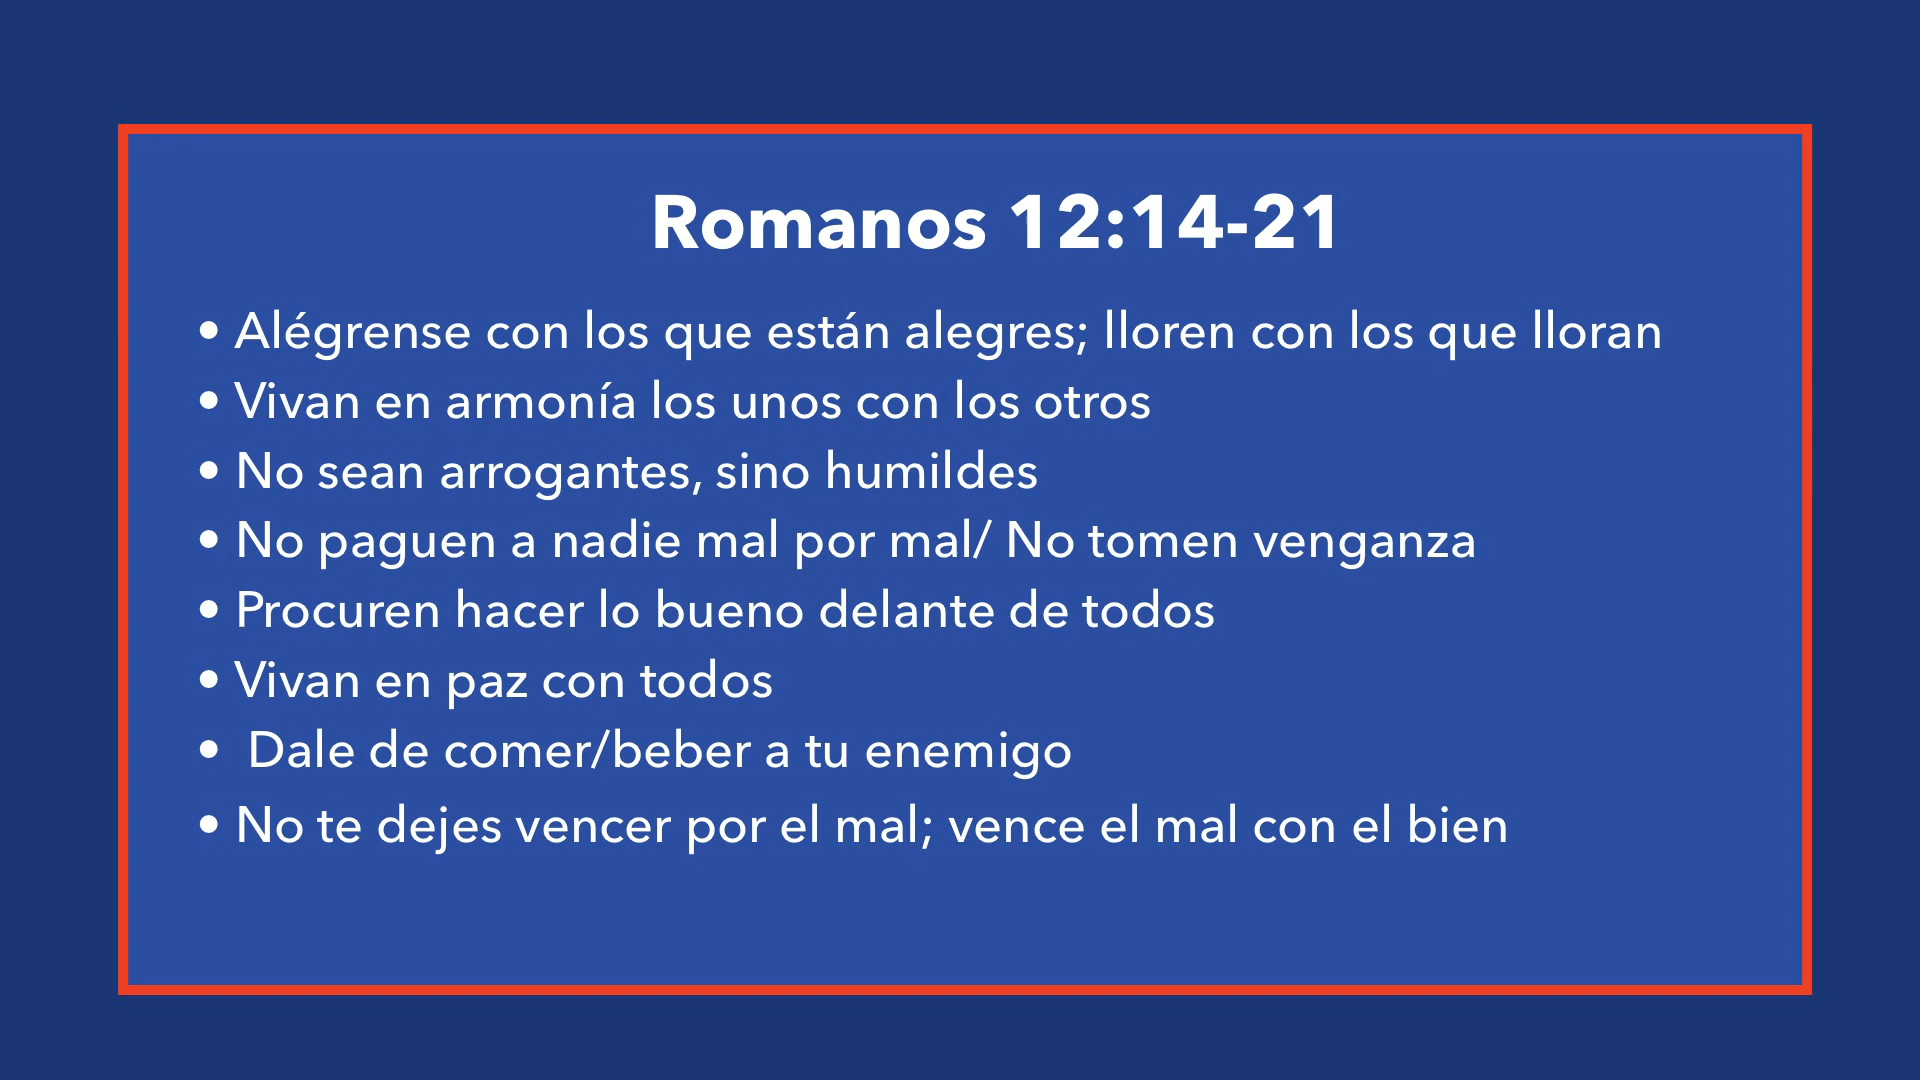 Romanos 12:14-21
• Alégrense con los que están alegres; lloren con los que lloran
• Vivan en armonía los unos con los otros
• No sean arrogantes, sino humildes
• No paguen a nadie mal por mal/ No tomen venganza
• Procuren hacer lo bueno delante de todos
• Vivan en paz con todos
• Dale de comer/beber a tu enemigo
• No te dejes vencer por el mal; vence el mal con el bien